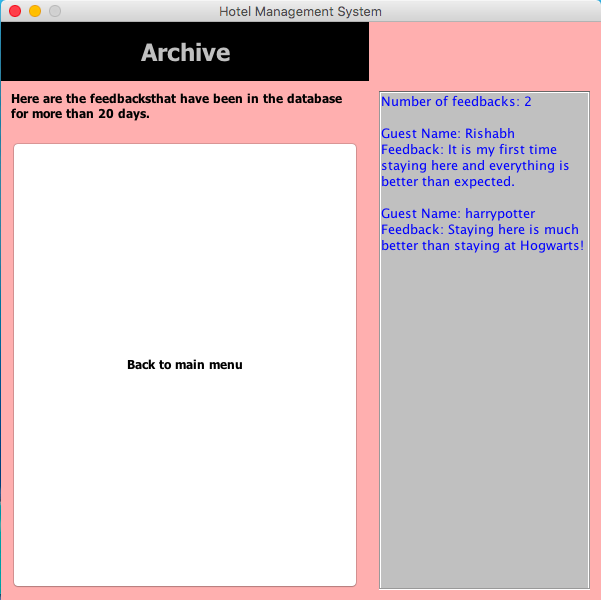 Hotel Management System
Archive
Here are the feedbacksthat have been in the database
for more than 20 days.
Back to main menu
Number of feedbacks: 2
Guest Name: Rishabh
Feedback: It is my first time
staying here and everything is
better than expected.
Guest Name: harrypotter
Feedback: Staying here is much
better than staying at Hogwarts!